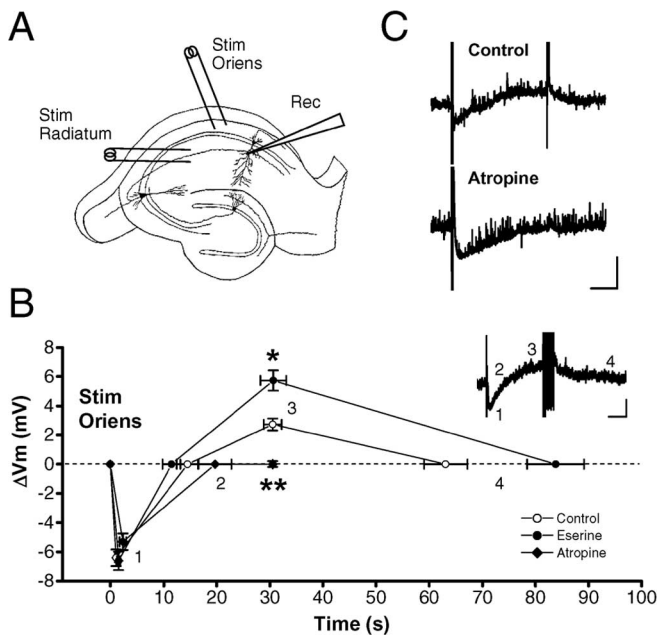 A
Stim
Oriens
Stim
Radiatum
Rec
C
Control
Atropine
B
Stim
Oriens
ΔVm (mV)
8
6
4
2
0
-2
-4
-6
-8
*
3
1
2
**
4
1
2
3
4
Control
Eserine
Atropine
0 10 20 30 40 50 60 70 80 90 100
Time (s)